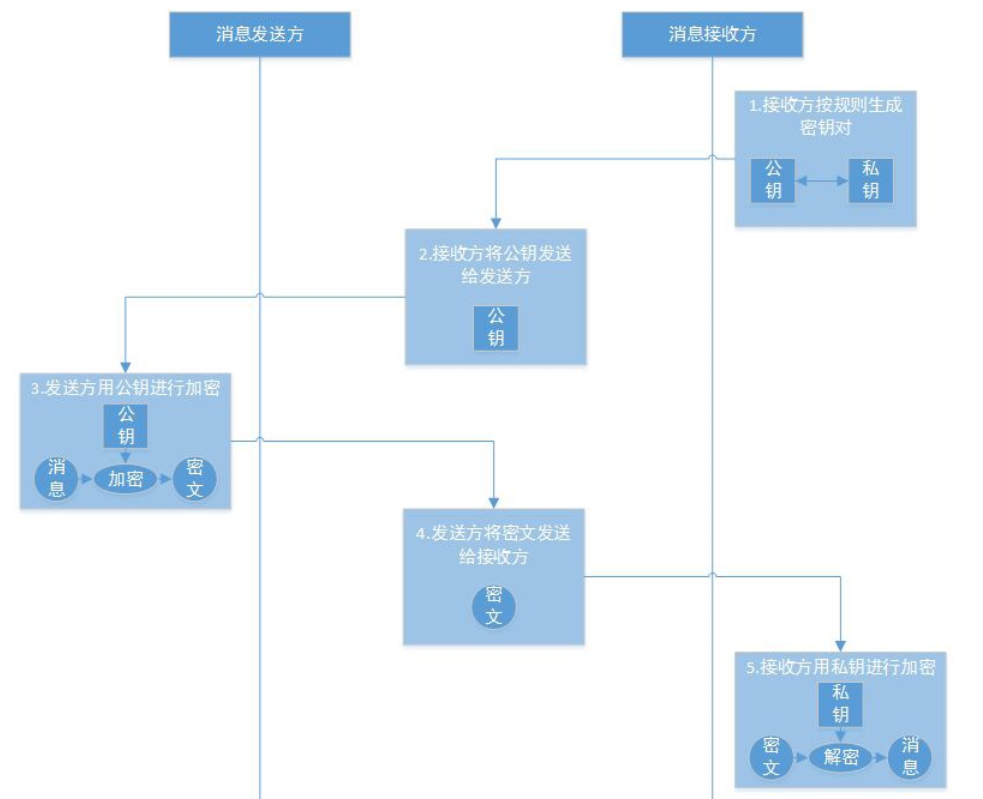 消息发送方
消息接收方
1.接收方按规则生成
密钥对
公
钥
私
钥
2.接收方将公钥发送
给发送方
公
钥
3.发送方用公钥进行加密
公
钥
消
息
加密
密
文
4.发送方将密文发送
给接收方
密
文
5.接收方用私钥进行加密
私
钥
密
文
解密
消
息